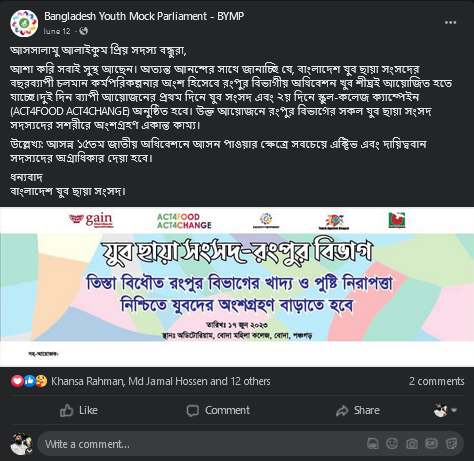 Bangladesh Youth Mock Parliament - BYMP
June 12 ·
আসসালামু আলাইকুম প্রিয় সদস্য বন্ধুরা,
আশা করি সবাই সুস্থ আছেন। অত্যন্ত আনন্দের সাথে জানাচ্ছি যে, বাংলাদেশ যুব ছায়া সংসদের
বছরব্যাপী চলমান কর্মপরিকল্পনার অংশ হিসেবে রংপুর বিভাগীয় অধিবেশন খুব শীঘ্রই আয়োজিত হতে
যাচ্ছে।দুই দিন ব্যাপী আয়োজনের প্রথম দিনে যুব সংসদ এবং ২য় দিনে স্কুল-কলেজ ক্যাম্পেইন
(ACT4FOOD ACT4CHANGE) অনুষ্ঠিত হবে। উক্ত আয়োজনে রংপুর বিভাগের সকল যুব ছায়া সংসদ
সদস্যদের সশরীরে অংশগ্রহণ একান্ত কাম্য।
উল্লেখ্য: আসন্ন ১৫তম জাতীয় অধিবেশনে আসন পাওয়ার ক্ষেত্রে সবচেয়ে এক্টিভ এবং দায়িত্ববান
সদস্যদের অগ্রাধিকার দেয়া হবে।
ধন্যবাদ
বাংলাদেশ যুব ছায়া সংসদ।
gain ACT4FOOD
ACT4CHANGE
যুব ছায়া সংসদ-রংপুর বিভাগ
তিস্তা বিধৌত রংপুর বিভাগের খাদ্য ও পুষ্টি নিরাপত্তা
নিশ্চিতে যুবদের অংশগ্রহণ বাড়াতে হবে
তারিখ: ১৭ জুন ২০২৩
স্থান: অডিটোরিয়াম, বোদা মহিলা কলেজ, বোদা, পঞ্চগড়
সহ-আয়োজক:
Khansa Rahman, Md Jamal Hossen and 12 others 2 comments
Like Comment Share
Write a comment...